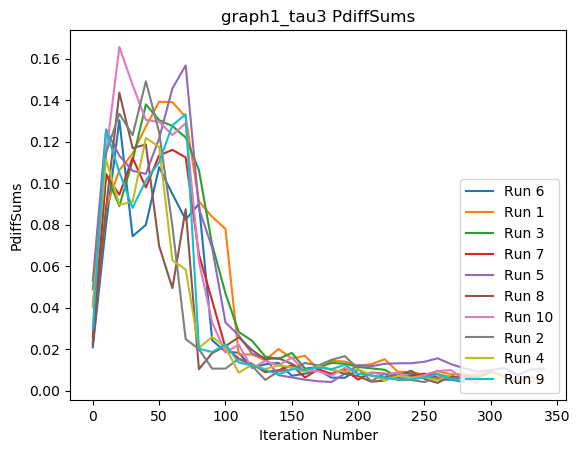 graph1_tau3 PdiffSums
PdiffSums
0.16
0.14
0.12
0.10
0.08
0.06
0.04
0.02
0.00
Run 6
Run 1
Run 3
Run 7
Run 5
Run 8
Run 10
Run 2
Run 4
Run 9
0 50 100 150 200 250 300 350
Iteration Number